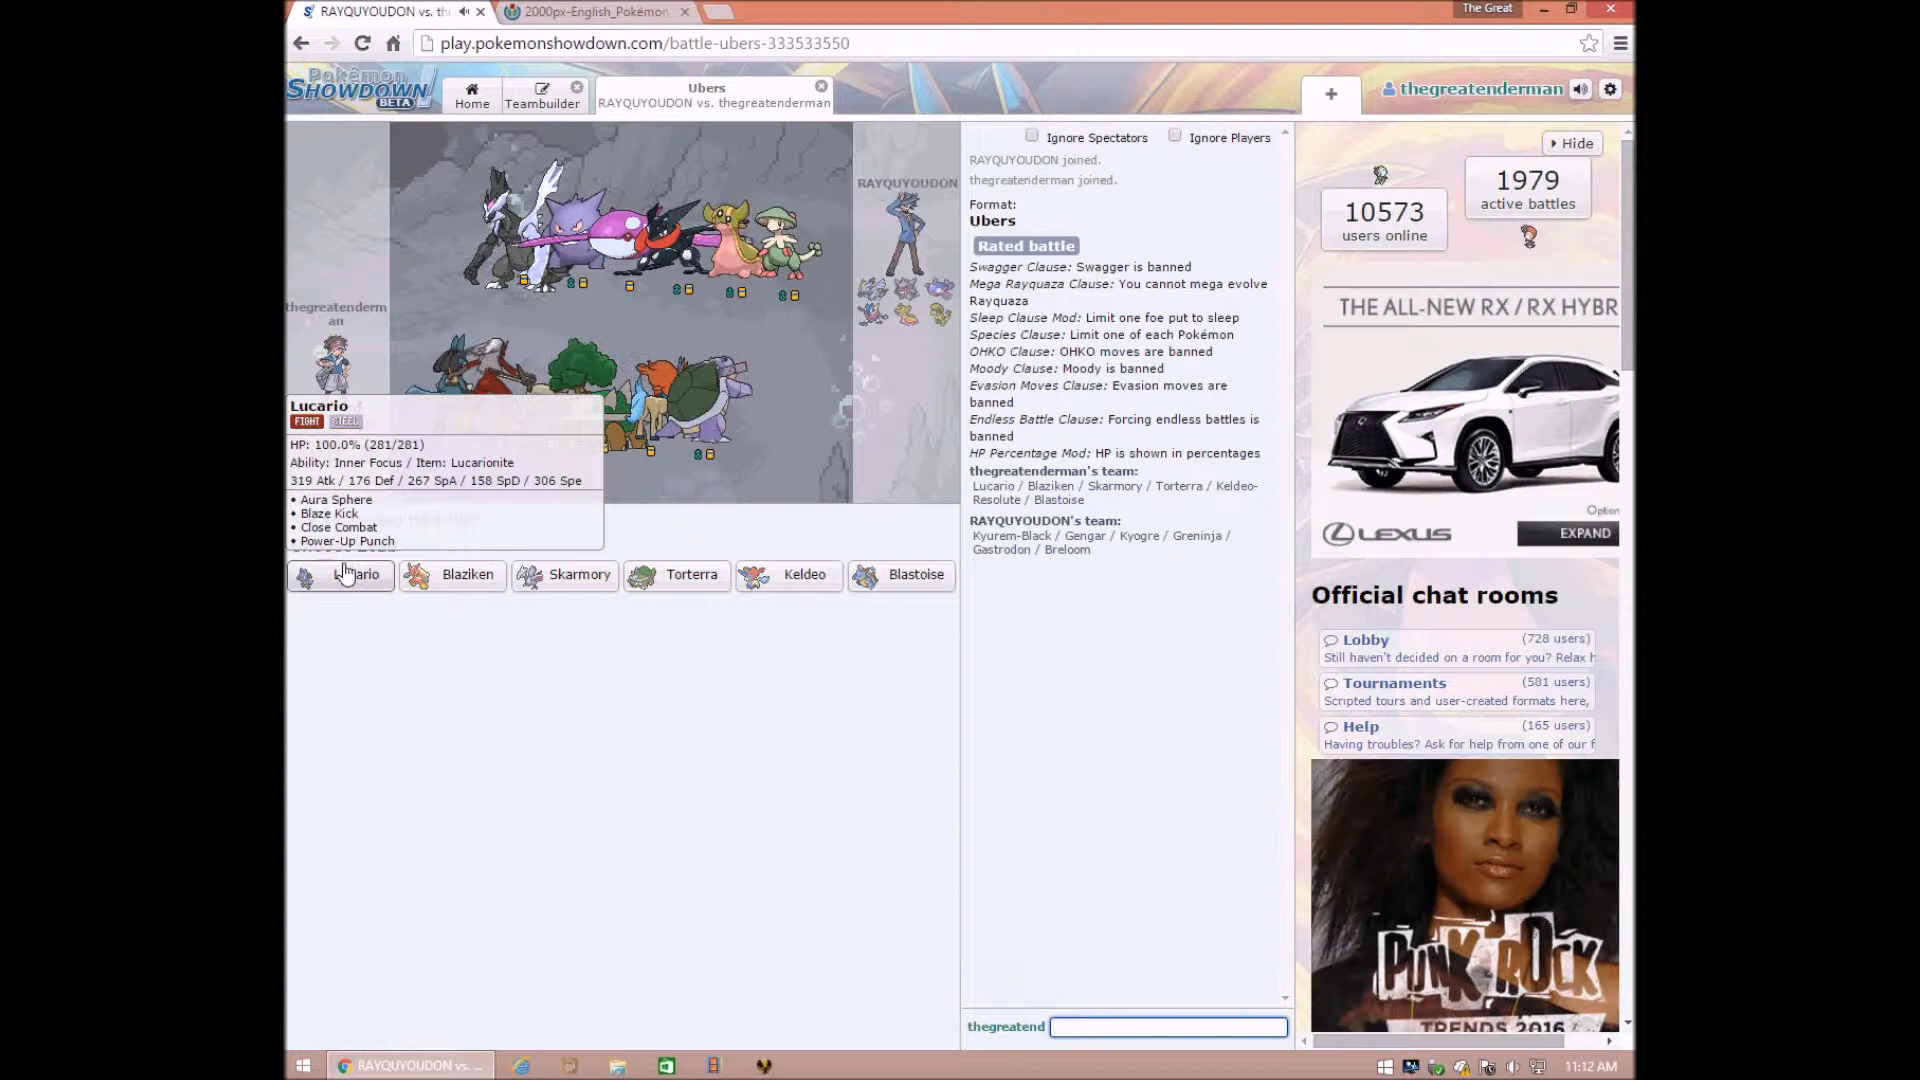 RAYQUYOUDON vs. th
2000px-English_Pokémon
The Great
play.pokemonshowdown.com/battle-ubers-333533550
Pokémon
SHOWDOWN!
BETA
Home
Teambuilder
Ubers
RAYQUYOUDON vs. thegreatenderman
+
thegreatenderman
RAYQUYOUDON
thegreatenderm
an
Lucario
FIGHT STEEL
HP: 100.0% (281/281)
Ability: Inner Focus / Item: Lucarionite
319 Atk / 176 Def / 267 SpA / 158 SpD / 306 Spe
• Aura Sphere
• Blaze Kick
• Close Combat
• Power-Up Punch
Blaziken
Skarmory
Torterra
Keldeo
Blastoise
Ignore Spectators
Ignore Players
RAYQUYOUDON joined.
thegreatenderman joined.
Format:
Ubers
Rated battle
Swagger Clause: Swagger is banned
Mega Rayquaza Clause: You cannot mega evolve
Rayquaza
Sleep Clause Mod: Limit one foe put to sleep
Species Clause: Limit one of each Pokémon
OHKO Clause: OHKO moves are banned
Moody Clause: Moody is banned
Evasion Moves Clause: Evasion moves are
banned
Endless Battle Clause: Forcing endless battles is
banned
HP Percentage Mod: HP is shown in percentages
thegreatenderman's team:
Lucario / Blaziken / Skarmory / Torterra / Keldeo-
Resolute / Blastoise
RAYQUYOUDON's team:
Kyurem-Black / Gengar / Kyogre / Greninja /
Gastrodon / Breloom
thegreatend
Hide
10573
users online
1979
active battles
THE ALL-NEW RX / RX HYBR
Option
LEXUS
EXPAND
Official chat rooms
Lobby (728 users)
Still haven't decided on a room for you? Relax h
Tournaments (581 users)
Scripted tours and user-created formats here,
Help (165 users)
Having troubles? Ask for help from one of our f
PUNK ROCK
TRENDS 2016
RAYQUYOUDON vs. ...
11:12 AM